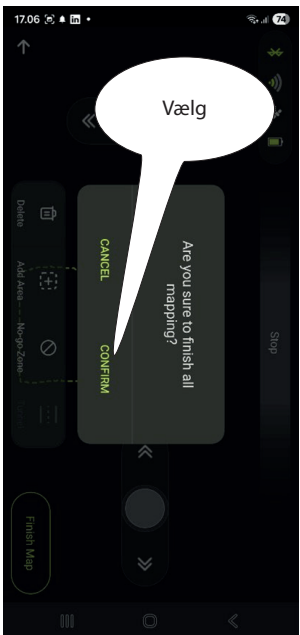 17.06
74
Vælg
Stop
Are you sure to finish all
mapping?
CANCEL
CONFIRM
Delete
Add Area
No-go Zone
Finish Map